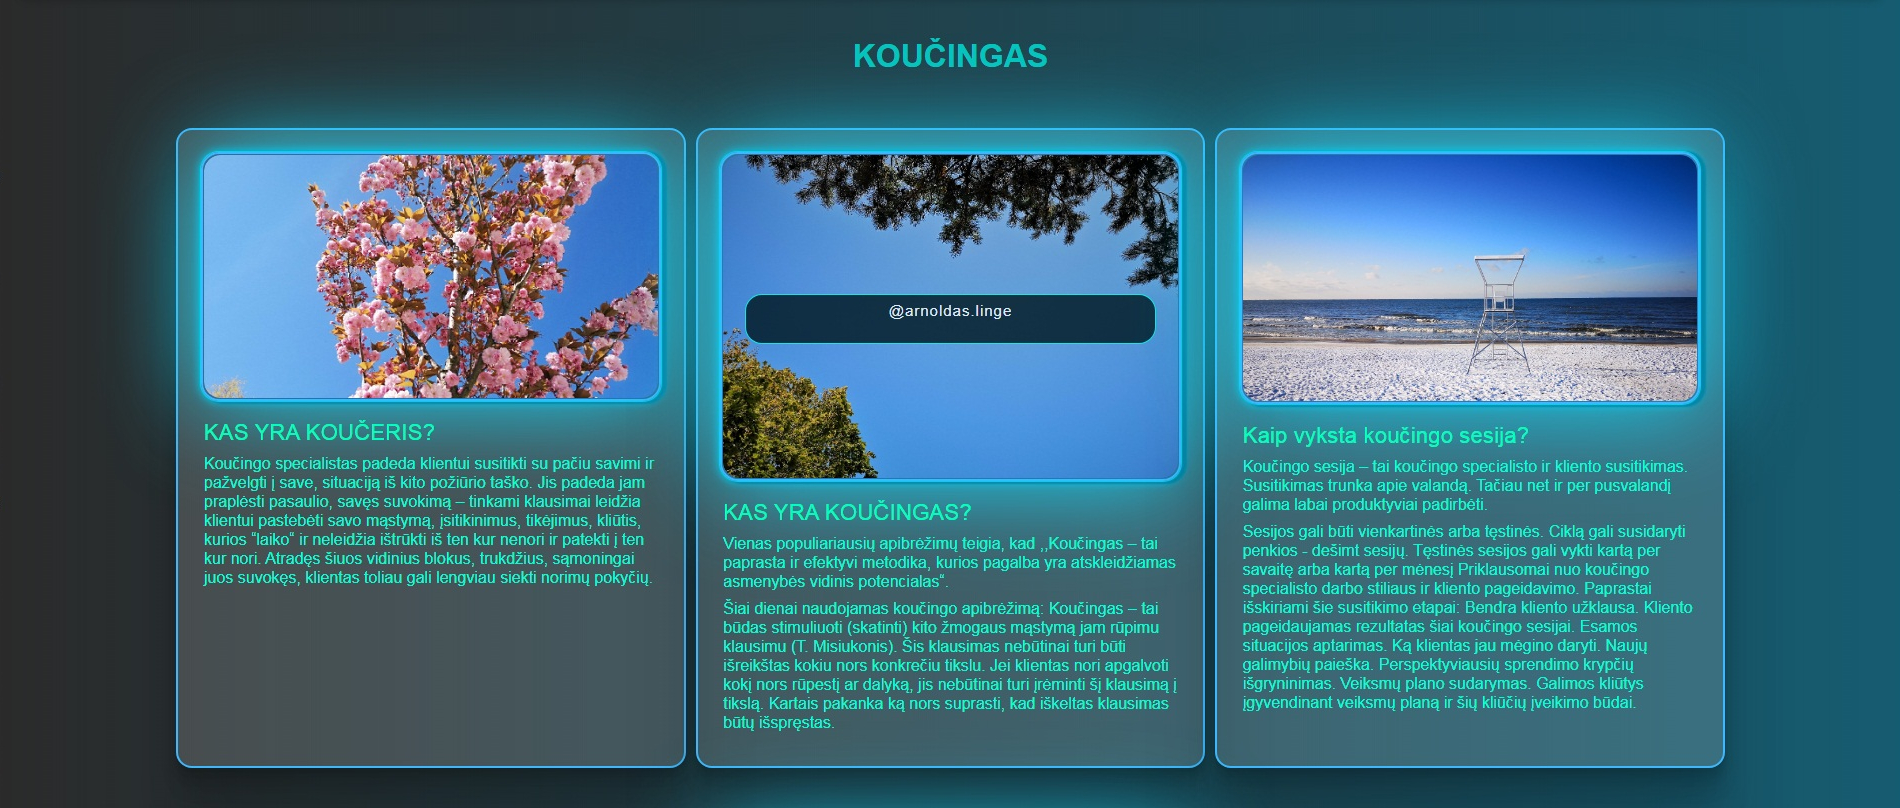 KOUČINGAS
KAS YRA KOUČERIS?
Koučingo specialistas padeda klientui susitikti su pačiu savimi ir
pažvelgti į save, situaciją iš kito požiūrio taško. Jis padeda jam
praplėsti pasaulio, savęs suvokimą – tinkami klausimai leidžia
klientui pastebėti savo mąstymą, įsitikinimus, tikėjimus, kliūtis,
kurios “laiko“ ir neleidžia ištrūkti iš ten kur nenori ir patekti į ten
kur nori. Atradęs šiuos vidinius blokus, trukdžius, sąmoningai
juos suvokęs, klientas toliau gali lengviau siekti norimų pokyčių.
@arnoldas.linge
KAS YRA KOUČINGAS?
Vienas populiariausių apibrėžimų teigia, kad ,,Koučingas – tai
paprasta ir efektyvi metodika, kurios pagalba yra atskleidžiamas
asmenybės vidinis potencialas“.
Šiai dienai naudojamas koučingo apibrėžimą: Koučingas – tai
būdas stimuliuoti (skatinti) kito žmogaus mąstymą jam rūpimu
klausimu (T. Misiukonis). Šis klausimas nebūtinai turi būti
išreikštas kokiu nors konkrečiu tikslu. Jei klientas nori apgalvoti
kokį nors rūpestį ar dalyką, jis nebūtinai turi įrėminti šį klausimą į
tikslą. Kartais pakanka ką nors suprasti, kad iškeltas klausimas
būtų išspręstas.
Kaip vyksta koučingo sesija?
Koučingo sesija – tai koučingo specialisto ir kliento susitikimas.
Susitikimas trunka apie valandą. Tačiau net ir per pusvalandį
galima labai produktyviai padirbėti.
Sesijos gali būti vienkartinės arba tęstinės. Ciklą gali susidaryti
penkios - dešimt sesijų. Tęstinės sesijos gali vykti kartą per
savaitę arba kartą per mėnesį Priklausomai nuo koučingo
specialisto darbo stiliaus ir kliento pageidavimo. Paprastai
išskiriami šie susitikimo etapai: Bendra kliento užklausa. Kliento
pageidaujamas rezultatas šiai koučingo sesijai. Esamos
situacijos aptarimas. Ką klientas jau mėgino daryti. Naujų
galimybių paieška. Perspektyviausių sprendimo krypčių
išgryninimas. Veiksmų plano sudarymas. Galimos kliūtys
įgyvendinant veiksmų planą ir šių kliūčių įveikimo būdai.